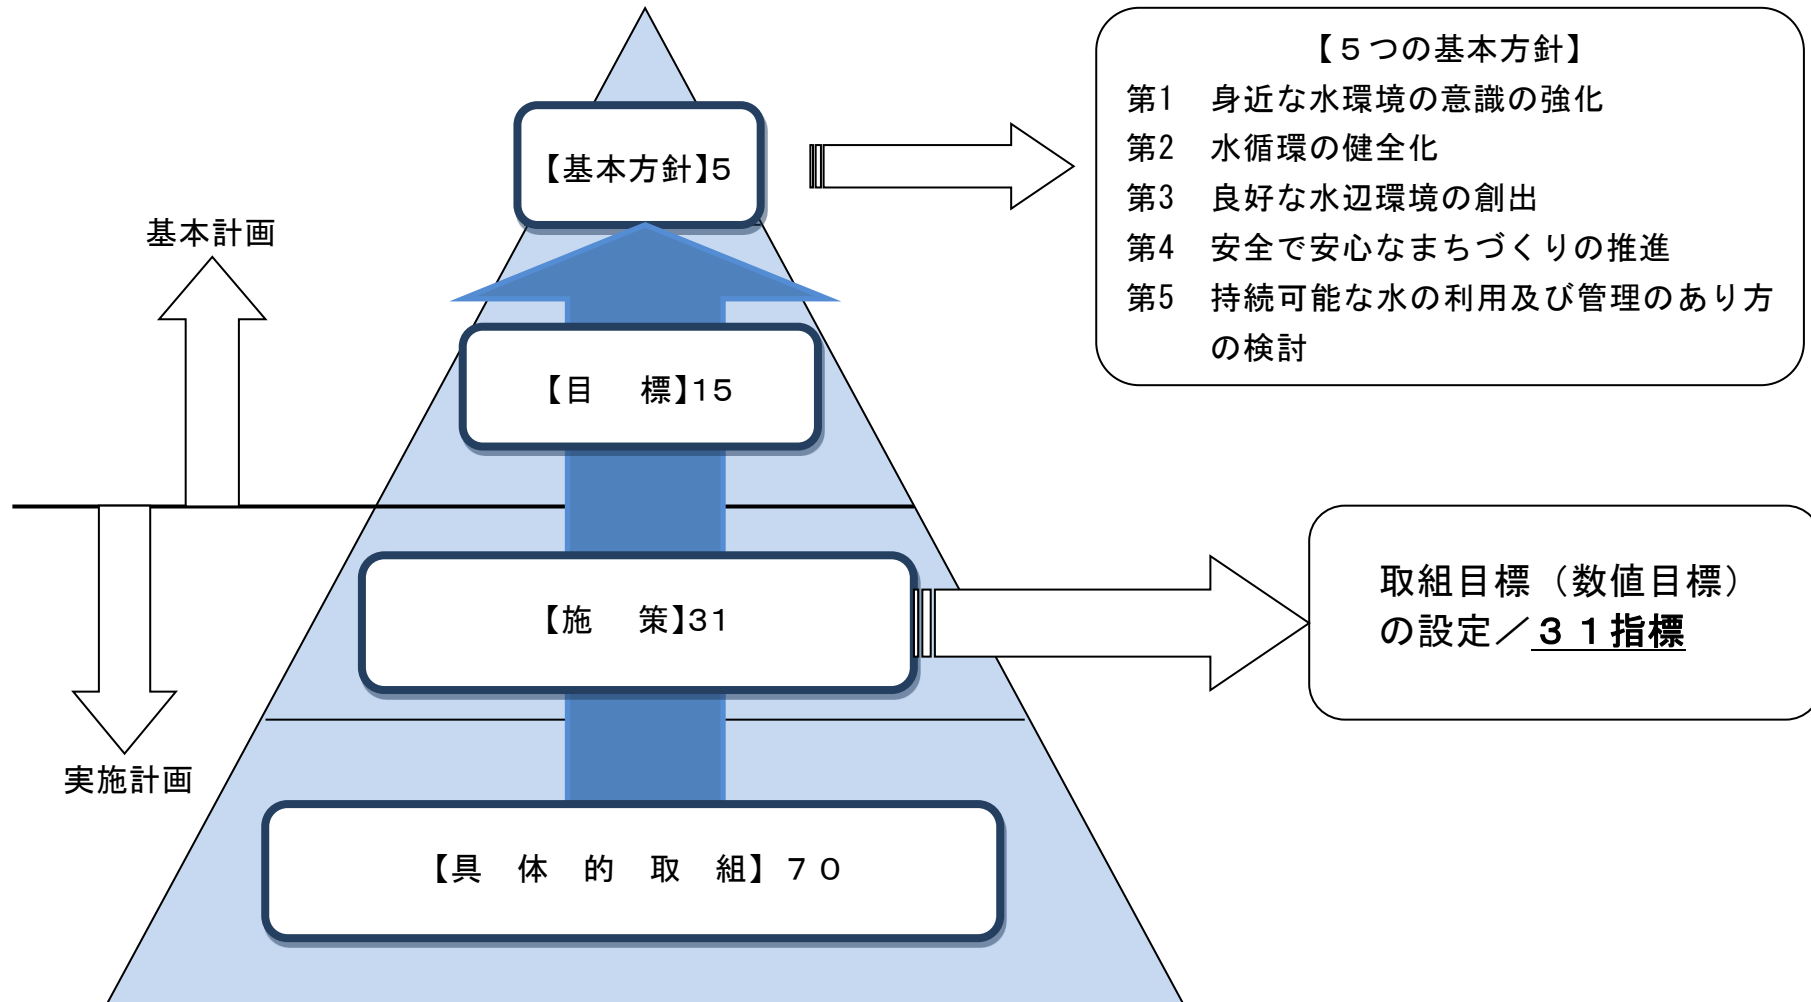 【５つの基本方針】
第1　身近な水環境の意識の強化
第2　水循環の健全化
第3　良好な水辺環境の創出
第4　安全で安心なまちづくりの推進
第5　持続可能な水の利用及び管理のあり方
の検討
【基本方針】5
基本計画
【目　標】15
【施　策】31
取組目標（数値目標）
の設定／３１指標
実施計画
【具　体　的　取　組】７０